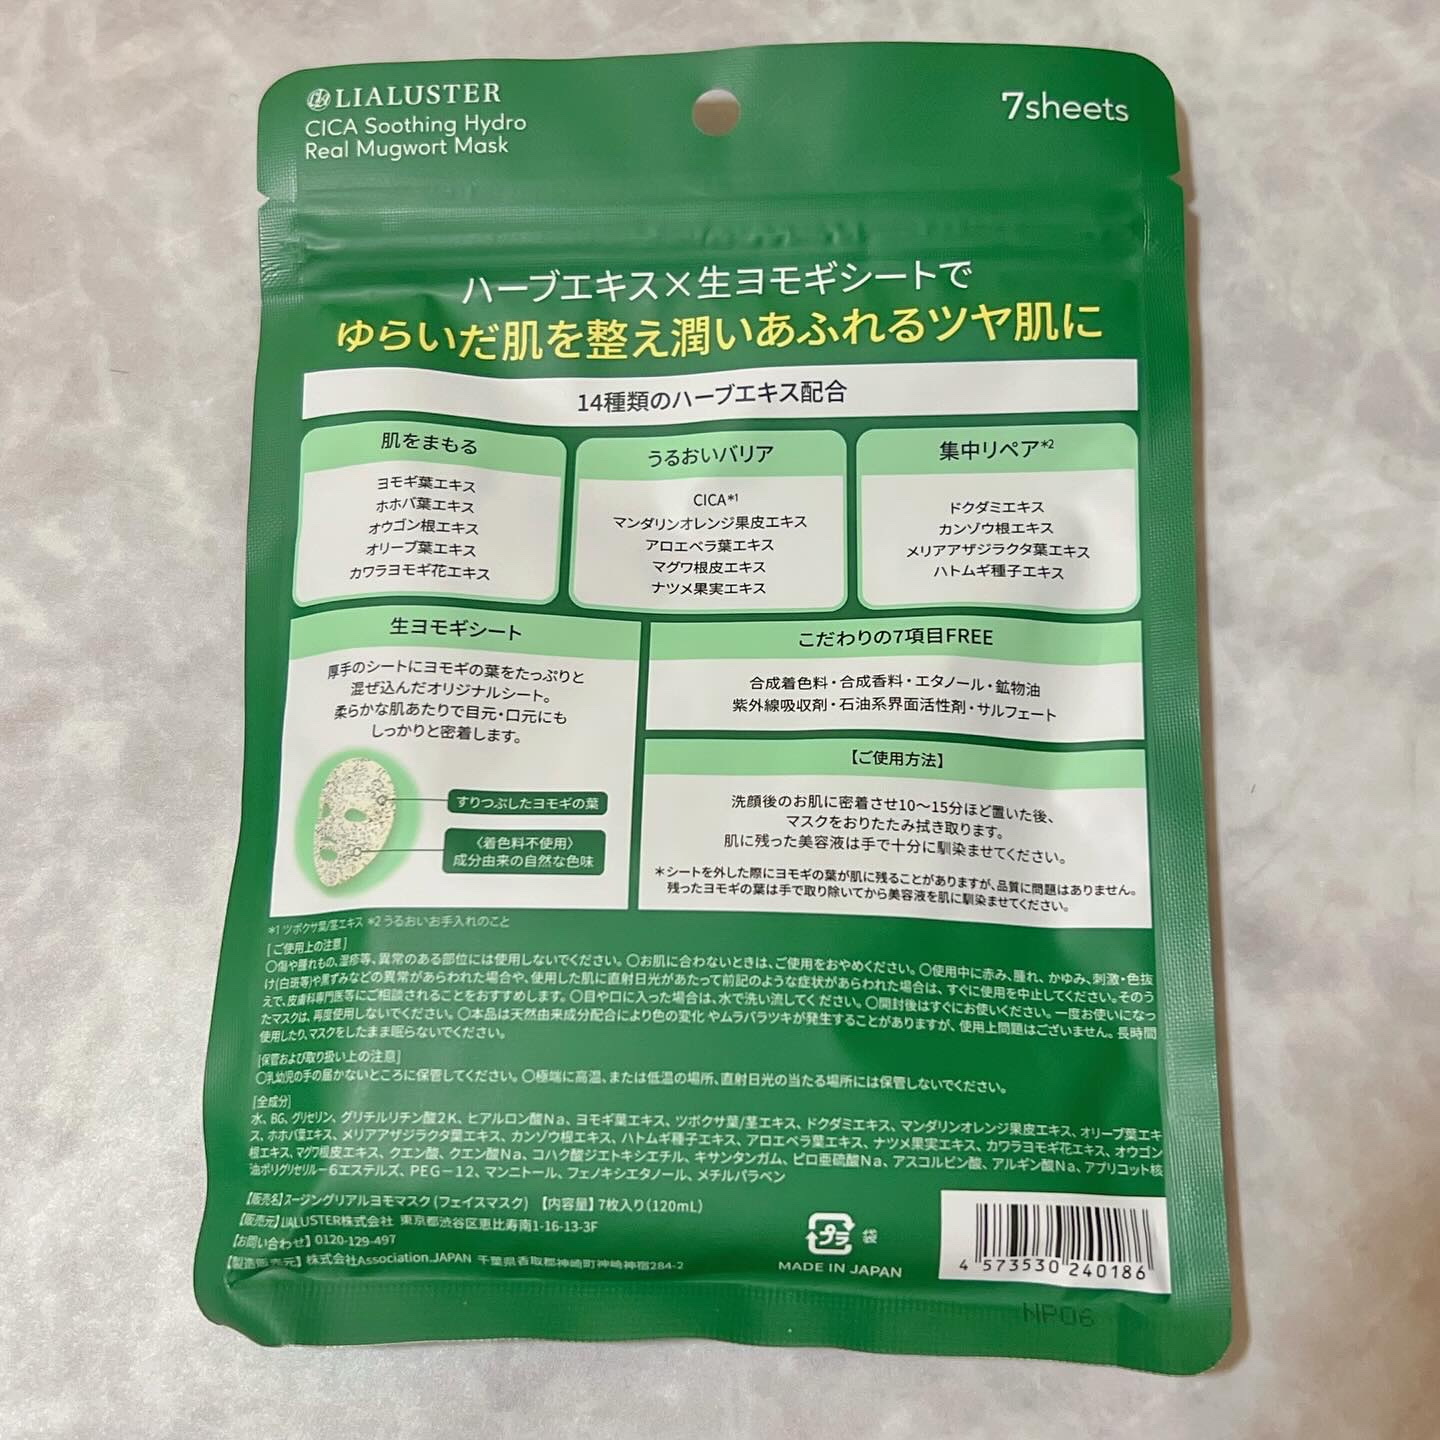 LIALUSTER
CICA Soothing Hydro
Real Mugwort Mask
7sheets
ハーブエキス×生ヨモギシートで
ゆらいだ肌を整え潤いあふれるツヤ肌に
14種類のハーブエキス配合
肌をまもる
ヨモギ葉エキス
ホホバ葉エキス
オウゴン根エキス
オリーブ葉エキス
カワラヨモギ花エキス
うるおいバリア
CICA*1
マンダリンオレンジ果皮エキス
アロエベラ葉エキス
マグワ根皮エキス
ナツメ果実エキス
集中リペア*2
ドクダミエキス
カンゾウ根エキス
メリアアザジラクタ葉エキス
ハトムギ種子エキス
生ヨモギシート
厚手のシートにヨモギの葉をたっぷりと
混ぜ込んだオリジナルシート。
柔らかな肌あたりで目元・口元にも
しっかりと密着します。
すりつぶしたヨモギの葉
〈着色料不使用〉
成分由来の自然な色味
こだわりの7項目FREE
合成着色料・合成香料・エタノール・鉱物油
紫外線吸収剤・石油系界面活性剤・サルフェート
【ご使用方法】
洗顔後のお肌に密着させ10〜15分ほど置いた後、
マスクをおりたたみ拭き取ります。
肌に残った美容液は手で十分に馴染ませてください。
*シートを外した際にヨモギの葉が肌に残ることがありますが、品質に問題はありません。
残ったヨモギの葉は手で取り除いてから美容液を肌に馴染ませてください。
*1 ツボクサ葉/茎エキス *2 うるおいお手入れのこと
[ご使用上の注意]
○傷や腫れもの、湿疹等、異常のある部位には使用しないでください。○お肌に合わないときは、ご使用をおやめください。○使用中に赤み、腫れ、かゆみ、刺激・色抜
け(白斑等)や黒ずみなどの異常があらわれた場合や、使用した肌に直射日光があたって前記のような症状があらわれた場合は、すぐに使用を中止してください。そのう
えで、皮膚科専門医等にご相談されることをおすすめします。○目や口に入った場合は、水で洗い流してください。○開封後はすぐにお使いください。一度お使いになっ
たマスクは、再度使用しないでください。○本品は天然由来成分配合により色の変化やムラバラツキが発生することがありますが、使用上問題はございません。長時間
使用したり、マスクをしたまま眠らないでください。
[保管および取り扱い上の注意]
○乳幼児の手の届かないところに保管してください。○極端に高温、または低温の場所、直射日光の当たる場所には保管しないでください。
[全成分]
水、BG、グリセリン、グリチルリチン酸2K、ヒアルロン酸Na、ヨモギ葉エキス、ツボクサ葉/茎エキス、ドクダミエキス、マンダリンオレンジ果皮エキス、オリーブ葉エキ
ス、ホホバ葉エキス、メリアアザジラクタ葉エキス、カンゾウ根エキス、ハトムギ種子エキス、アロエベラ葉エキス、ナツメ果実エキス、カワラヨモギ花エキス、オウゴン
根エキス、マグワ根皮エキス、クエン酸、クエン酸Na、コハク酸ジエトキシエチル、キサンタンガム、ピロ亜硫酸Na、アスコルビン酸、アルギン酸Na、アプリコット核
油ポリグリセリル－6エステルズ、PEG－12、マンニトール、フェノキシエタノール、メチルパラベン
【販売名】スージングリアルヨモマスク(フェイスマスク) 【内容量】7枚入り(120mL)
【販売元】LIALUSTER株式会社 東京都渋谷区恵比寿南1-16-13-3F
【お問い合わせ】0120-129-497
【製造販売元】株式会社Association.JAPAN 千葉県香取郡神崎町神崎神宿284-2
プラ
袋
MADE IN JAPAN
4 573530 240186
NP06